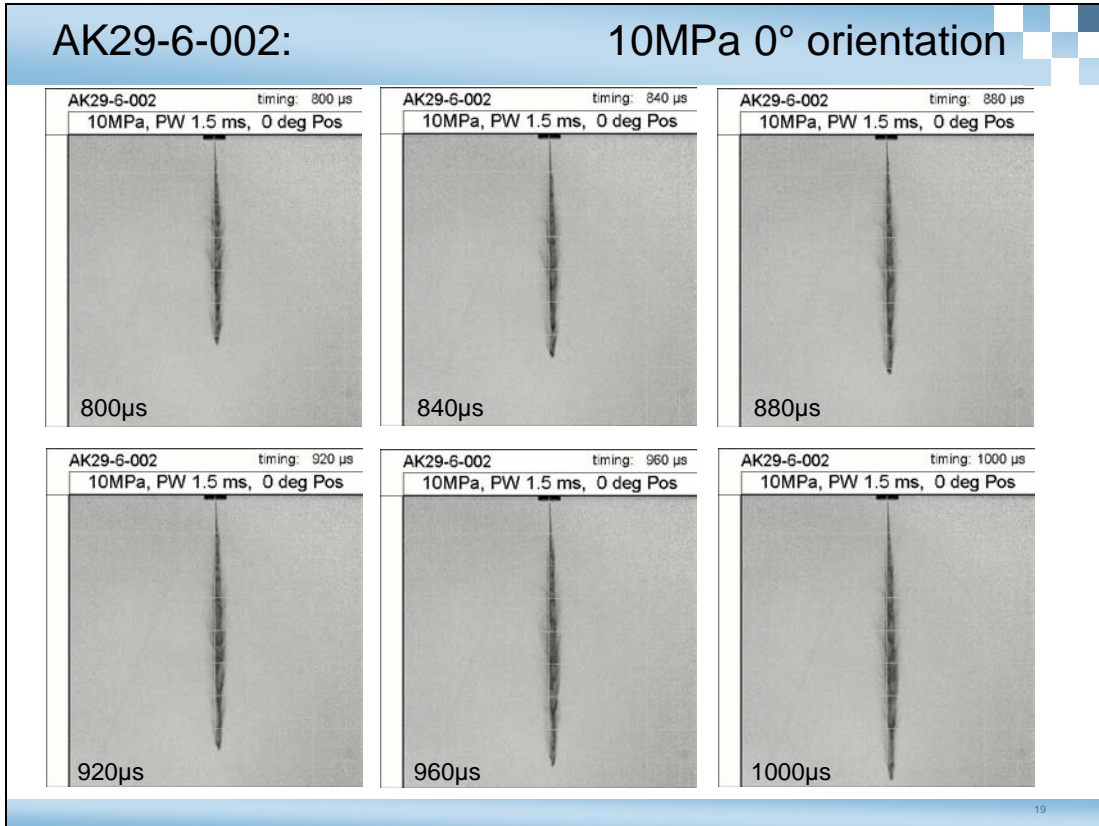 AK29-6-002: 10MPa 0° orientation
AK29-6-002 timing: 800 µs
10MPa, PW 1.5 ms, 0 deg Pos
800µs
AK29-6-002 timing: 840 µs
10MPa, PW 1.5 ms, 0 deg Pos
840µs
AK29-6-002 timing: 880 µs
10MPa, PW 1.5 ms, 0 deg Pos
880µs
AK29-6-002 timing: 920 µs
10MPa, PW 1.5 ms, 0 deg Pos
920µs
AK29-6-002 timing: 960 µs
10MPa, PW 1.5 ms, 0 deg Pos
960µs
AK29-6-002 timing: 1000 µs
10MPa, PW 1.5 ms, 0 deg Pos
1000µs
19